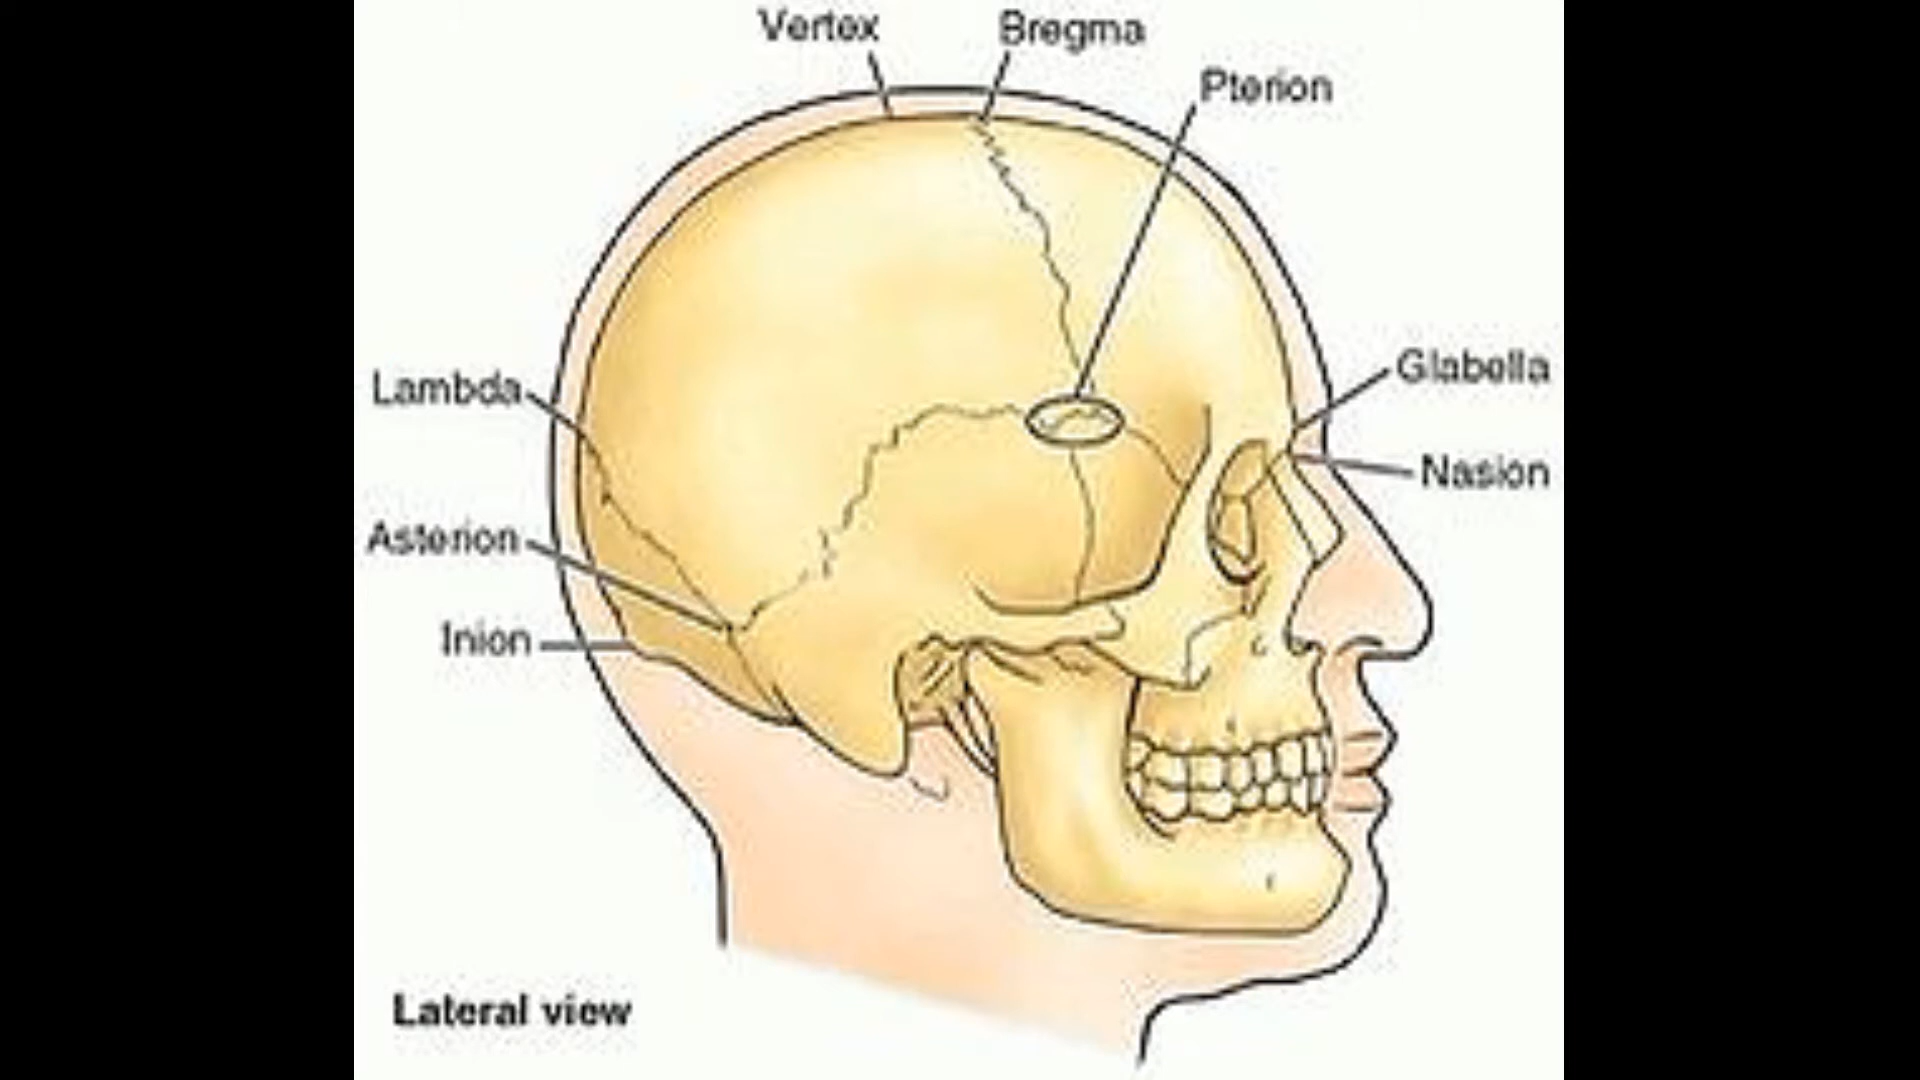 Vertex
Bregma
Pterion
Glabella
Lambda
Nasion
Asterion
Inion
Lateral view